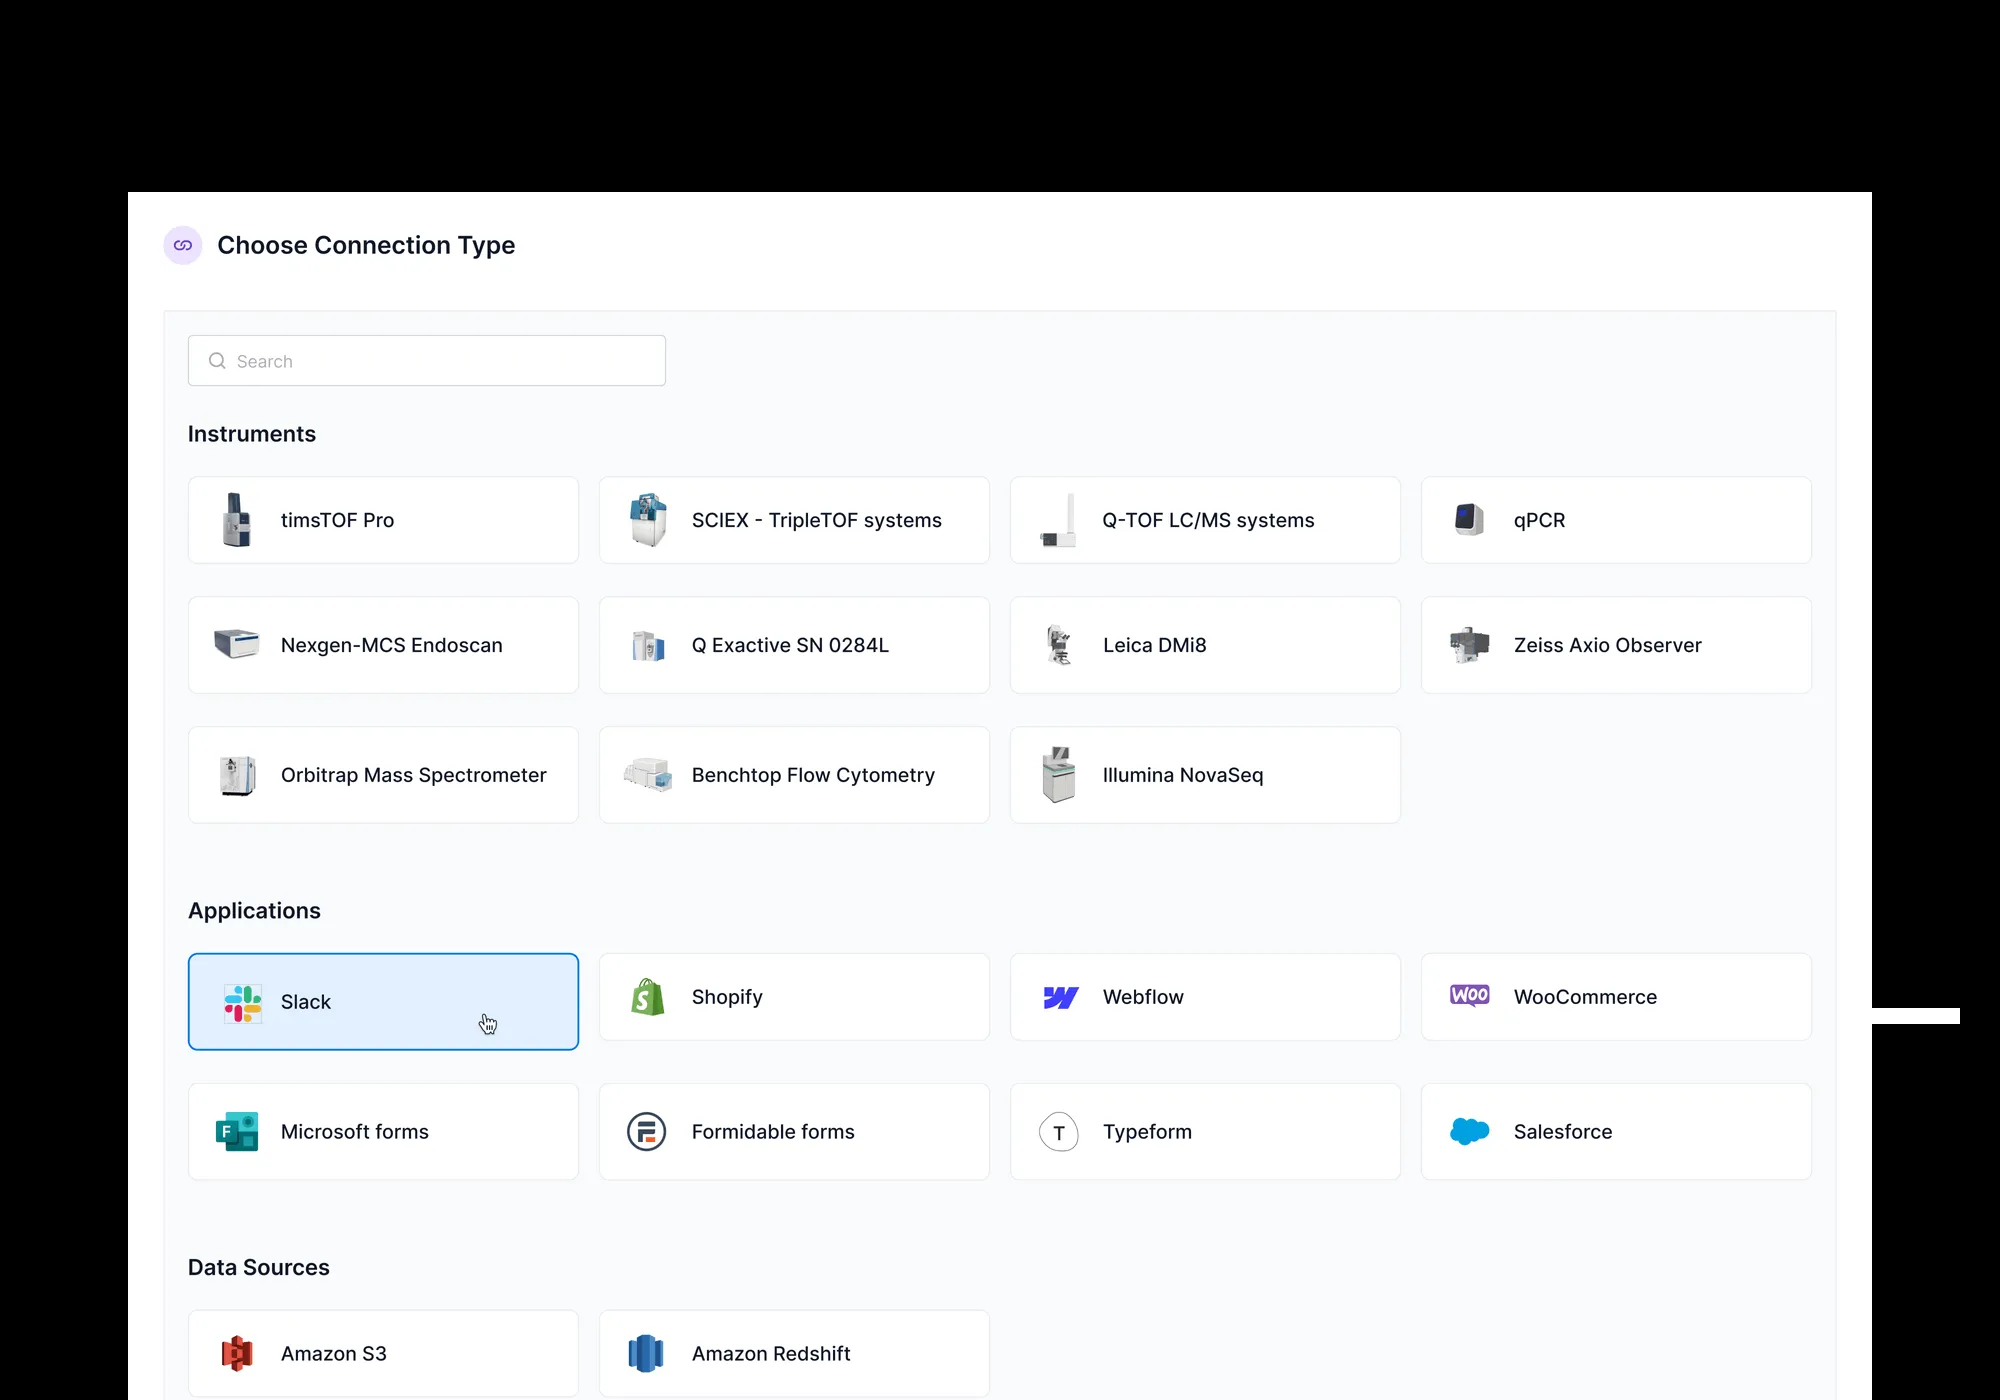 Choose Connection Type
Search
Instruments
timsTOF Pro
SCIEX - TripleTOF systems
Q-TOF LC/MS systems
qPCR
Nexgen-MCS Endoscan
Q Exactive SN 0284L
Leica DMi8
Zeiss Axio Observer
Orbitrap Mass Spectrometer
Benchtop Flow Cytometry
Illumina NovaSeq
Applications
Slack
S
Shopify
Webflow
WOO
WooCommerce
F
Microsoft forms
Formidable forms
T
Typeform
Salesforce
Data Sources
Amazon S3
Amazon Redshift